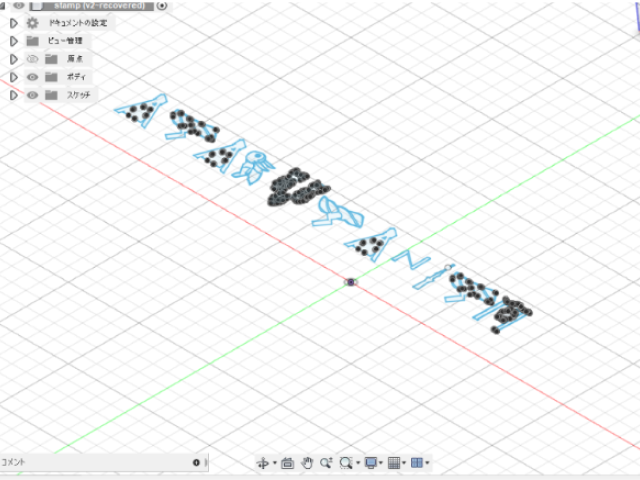 stamp (v2~recovered)
ドキュメントの設定
ビュー管理
原点
ボディ
スケッチ
コメント